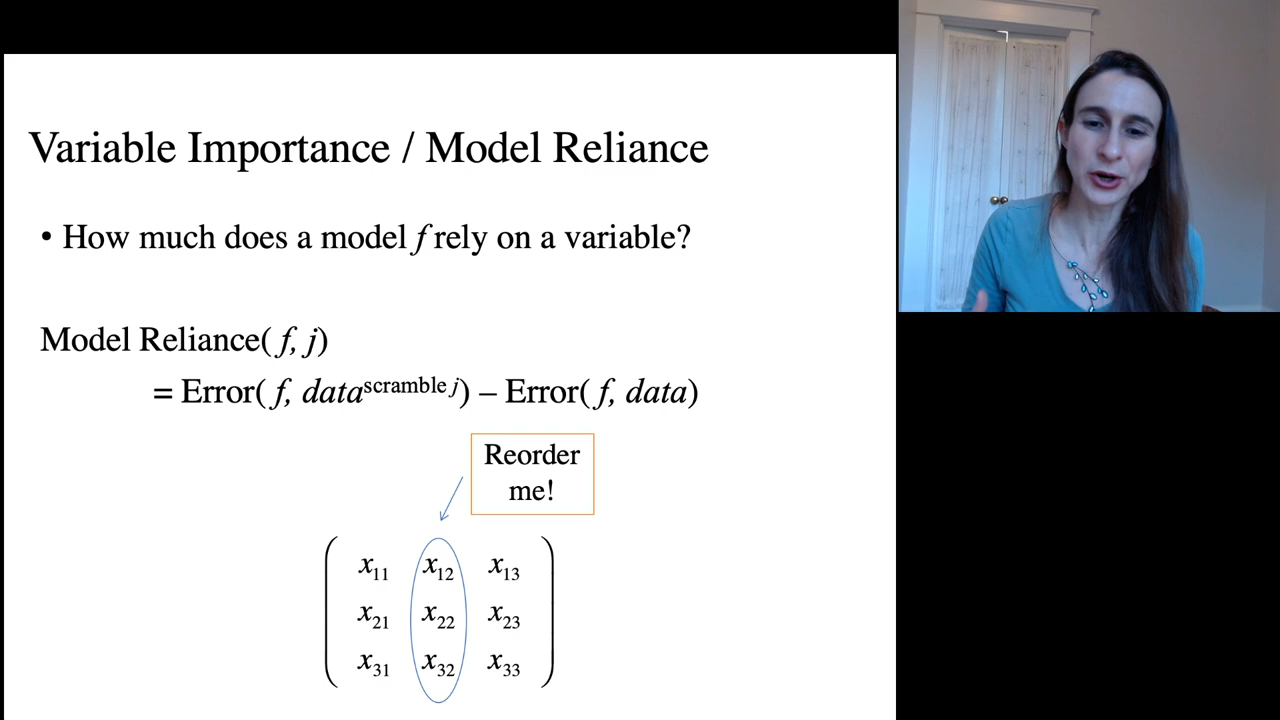 Variable Importance / Model Reliance
• How much does a model f rely on a variable?
Model Reliance( f, j)
= Error( f, data^scramble j) – Error( f, data)
Reorder
me!
x11 x12 x13
x21 x22 x23
x31 x32 x33